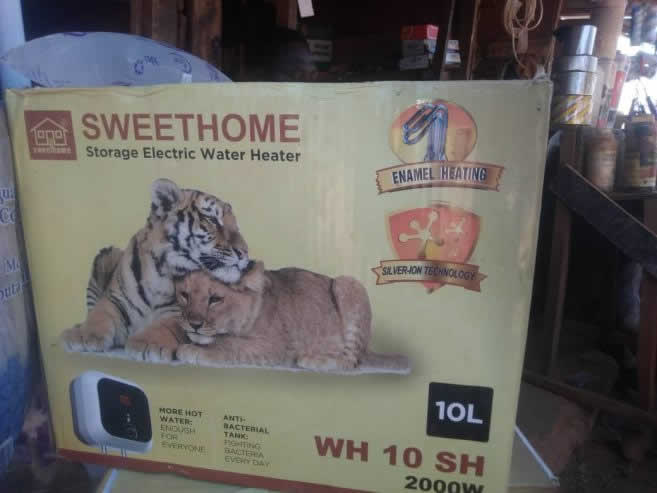 SWEETHOME
SWEETHOME
Storage Electric Water Heater
ENAMEL HEATING
SILVER-ION TECHNOLOGY
MORE HOT
WATER:
ENOUGH
FOR
EVERYONE
ANTI-
BACTERIAL
TANK:
FIGHTING
BACTERIA
EVERY DAY
10L
WH 10 SH
2000W